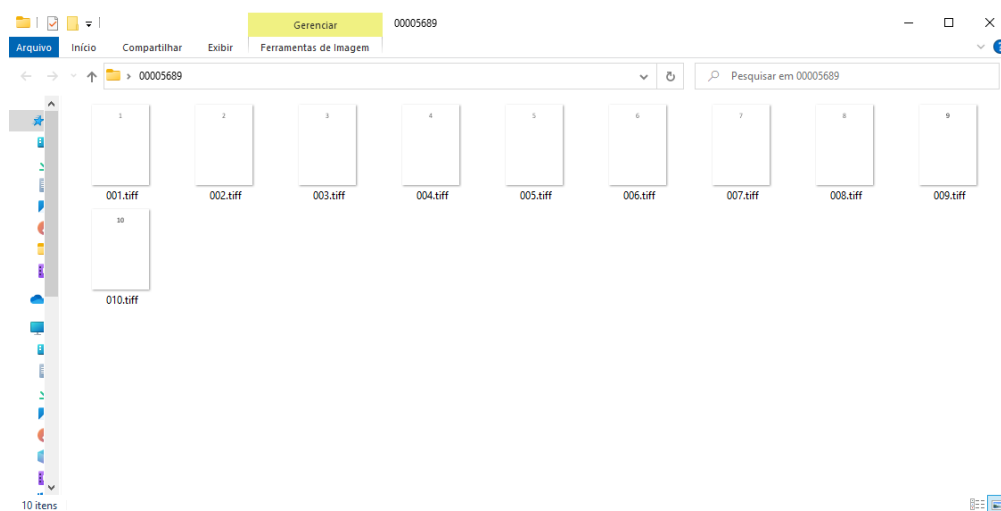 Gerenciar 00005689
Arquivo Início Compartilhar Exibir Ferramentas de Imagem
00005689 Pesquisar em 00005689
1 2 3 4 5 6 7 8 9
001.tiff 002.tiff 003.tiff 004.tiff 005.tiff 006.tiff 007.tiff 008.tiff 009.tiff
10
010.tiff
10 itens